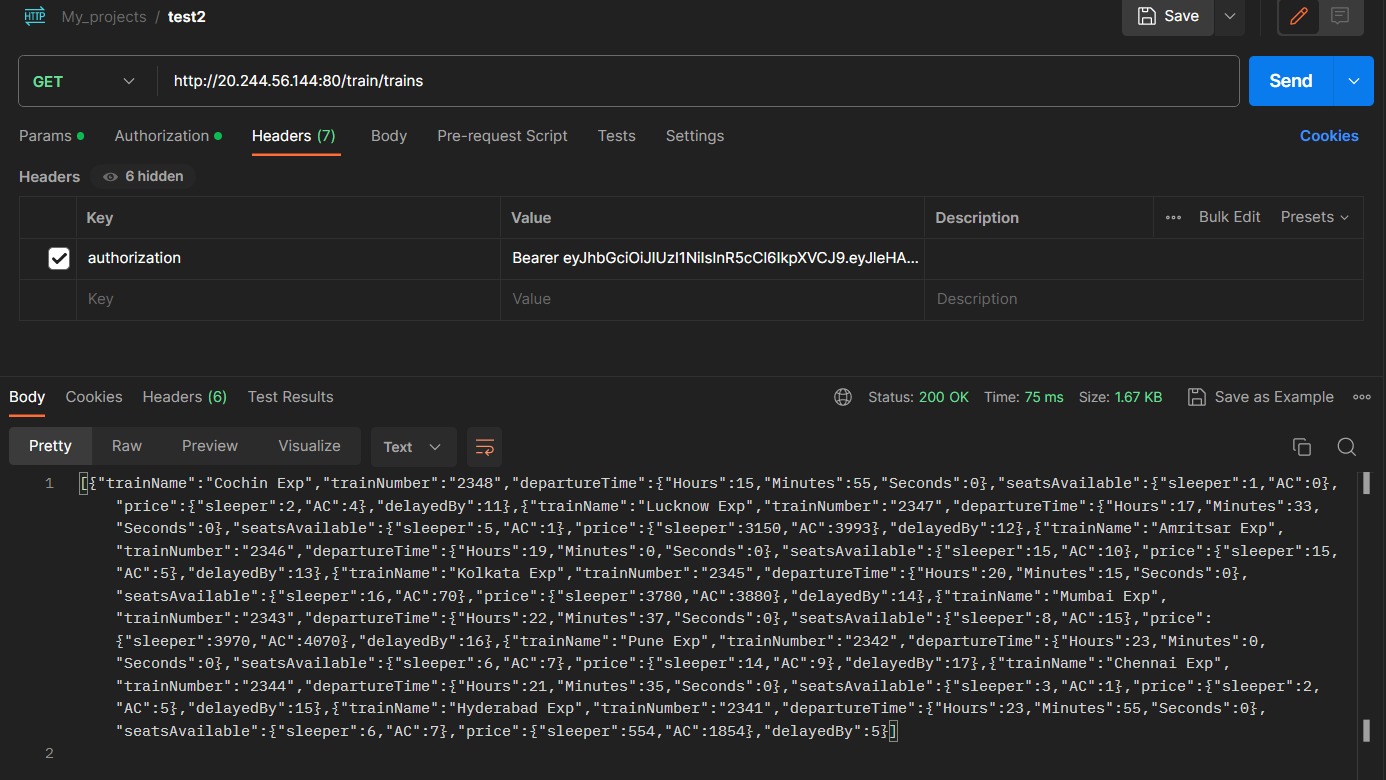 HTTP My_projects / test2 Save
GET http://20.244.56.144:80/train/trains Send
Params Authorization Headers (7) Body Pre-request Script Tests Settings Cookies
Headers 6 hidden
Key Value Description ••• Bulk Edit Presets
authorization Bearer eyJhbGciOiJIUzI1NiIsInR5cCI6IkpXVCJ9.eyJleHA...
Key Value Description
Body Cookies Headers (6) Test Results Status: 200 OK Time: 75 ms Size: 1.67 KB Save as Example •••
Pretty Raw Preview Visualize Text
1 [{"trainName":"Cochin Exp","trainNumber":"2348","departureTime":{"Hours":15,"Minutes":55,"Seconds":0},"seatsAvailable":{"sleeper":1,"AC":0},
"price":{"sleeper":2,"AC":4},"delayedBy":11},{"trainName":"Lucknow Exp","trainNumber":"2347","departureTime":{"Hours":17,"Minutes":33,
"Seconds":0},"seatsAvailable":{"sleeper":5,"AC":1},"price":{"sleeper":3150,"AC":3993},"delayedBy":12},{"trainName":"Amritsar Exp",
"trainNumber":"2346","departureTime":{"Hours":19,"Minutes":0,"Seconds":0},"seatsAvailable":{"sleeper":15,"AC":10},"price":{"sleeper":15,
"AC":5},"delayedBy":13},{"trainName":"Kolkata Exp","trainNumber":"2345","departureTime":{"Hours":20,"Minutes":15,"Seconds":0},
"seatsAvailable":{"sleeper":16,"AC":70},"price":{"sleeper":3780,"AC":3880},"delayedBy":14},{"trainName":"Mumbai Exp",
"trainNumber":"2343","departureTime":{"Hours":22,"Minutes":37,"Seconds":0},"seatsAvailable":{"sleeper":8,"AC":15},"price":
{"sleeper":3970,"AC":4070},"delayedBy":16},{"trainName":"Pune Exp","trainNumber":"2342","departureTime":{"Hours":23,"Minutes":0,
"Seconds":0},"seatsAvailable":{"sleeper":6,"AC":7},"price":{"sleeper":14,"AC":9},"delayedBy":17},{"trainName":"Chennai Exp",
"trainNumber":"2344","departureTime":{"Hours":21,"Minutes":35,"Seconds":0},"seatsAvailable":{"sleeper":3,"AC":1},"price":{"sleeper":2,
"AC":5},"delayedBy":15},{"trainName":"Hyderabad Exp","trainNumber":"2341","departureTime":{"Hours":23,"Minutes":55,"Seconds":0},
"seatsAvailable":{"sleeper":6,"AC":7},"price":{"sleeper":554,"AC":1854},"delayedBy":5}]
2